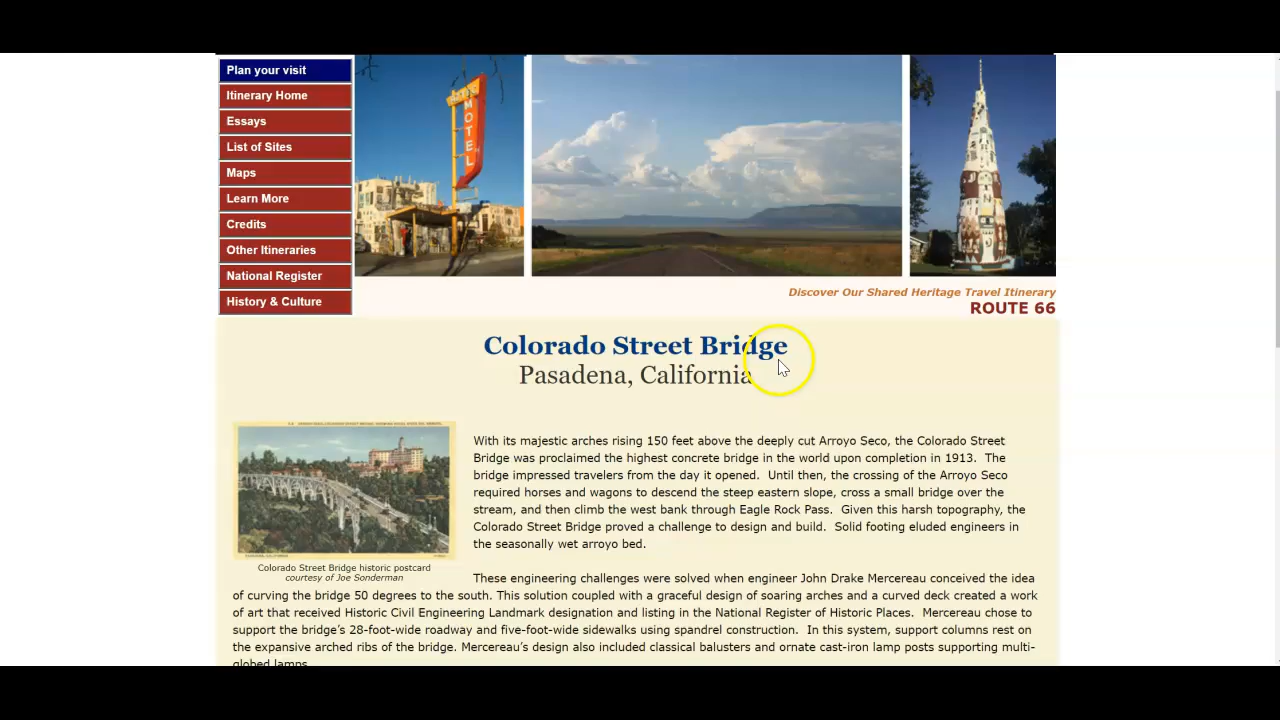 Plan your visit
Itinerary Home
Essays
List of Sites
Maps
Learn More
Credits
Other Itineraries
National Register
History & Culture
MOTEL
Discover Our Shared Heritage Travel Itinerary
ROUTE 66
Colorado Street Bridge
Pasadena, California
With its majestic arches rising 150 feet above the deeply cut Arroyo Seco, the Colorado Street
Bridge was proclaimed the highest concrete bridge in the world upon completion in 1913. The
bridge impressed travelers from the day it opened. Until then, the crossing of the Arroyo Seco
required horses and wagons to descend the steep eastern slope, cross a small bridge over the
stream, and then climb the west bank through Eagle Rock Pass. Given this harsh topography, the
Colorado Street Bridge proved a challenge to design and build. Solid footing eluded engineers in
the seasonally wet arroyo bed.
Colorado Street Bridge historic postcard
courtesy of Joe Sonderman
These engineering challenges were solved when engineer John Drake Mercereau conceived the idea
of curving the bridge 50 degrees to the south. This solution coupled with a graceful design of soaring arches and a curved deck created a work
of art that received Historic Civil Engineering Landmark designation and listing in the National Register of Historic Places. Mercereau chose to
support the bridge's 28-foot-wide roadway and five-foot-wide sidewalks using spandrel construction. In this system, support columns rest on
the expansive arched ribs of the bridge. Mercereau's design also included classical balusters and ornate cast-iron lamp posts supporting multi-
globed lamps.